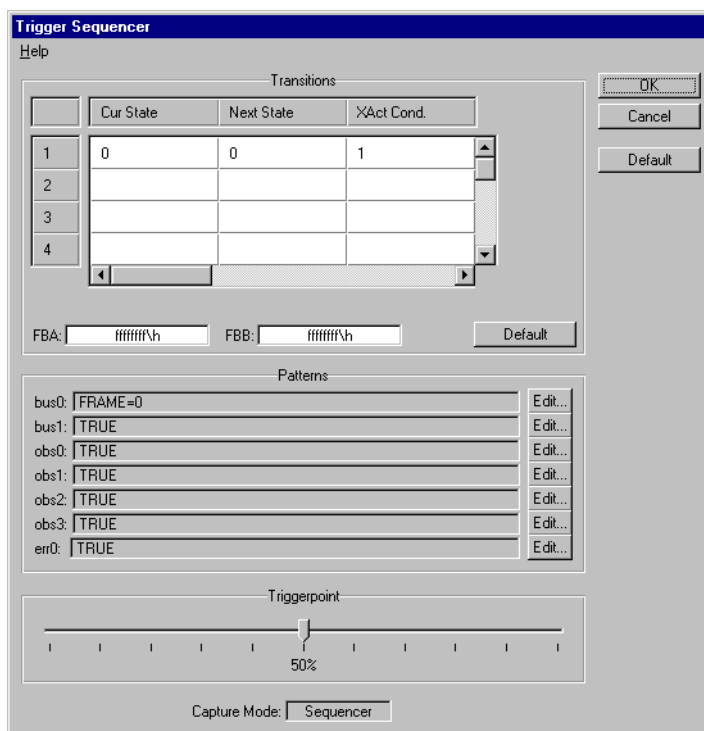 Trigger Sequencer
Help
Transitions
Cur State Next State XAct Cond.
1 0 0 1
2
3
4
FBA: ffffffff\h FBB: ffffffff\h Default
Patterns
bus0: FRAME=0 Edit...
bus1: TRUE Edit...
obs0: TRUE Edit...
obs1: TRUE Edit...
obs2: TRUE Edit...
obs3: TRUE Edit...
err0: TRUE Edit...
Triggerpoint
50%
Capture Mode: Sequencer
OK
Cancel
Default